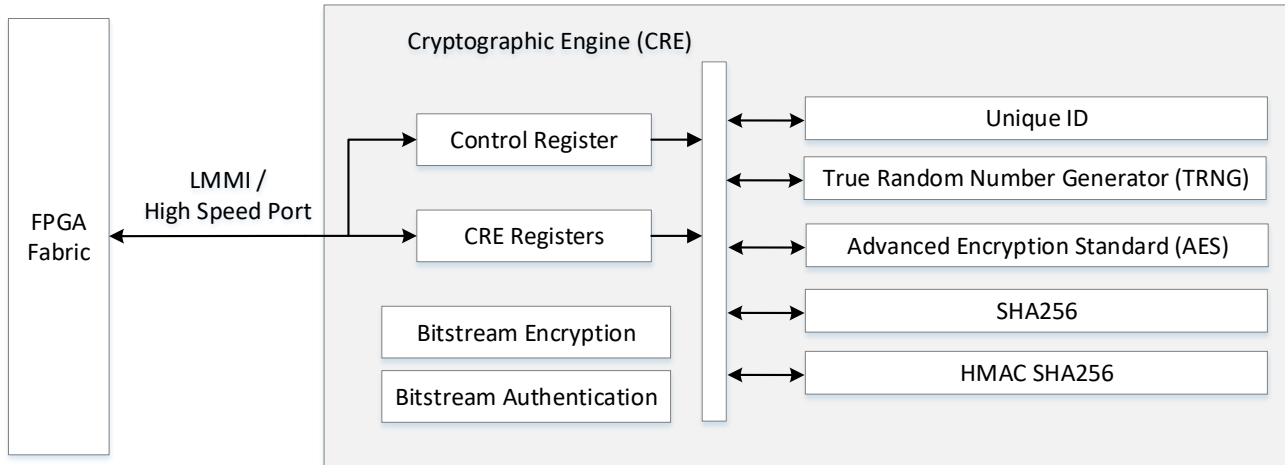 Cryptographic Engine (CRE)
FPGA
Fabric
LMMI /
High Speed Port
Control Register
CRE Registers
Bitstream Encryption
Bitstream Authentication
Unique ID
True Random Number Generator (TRNG)
Advanced Encryption Standard (AES)
SHA256
HMAC SHA256